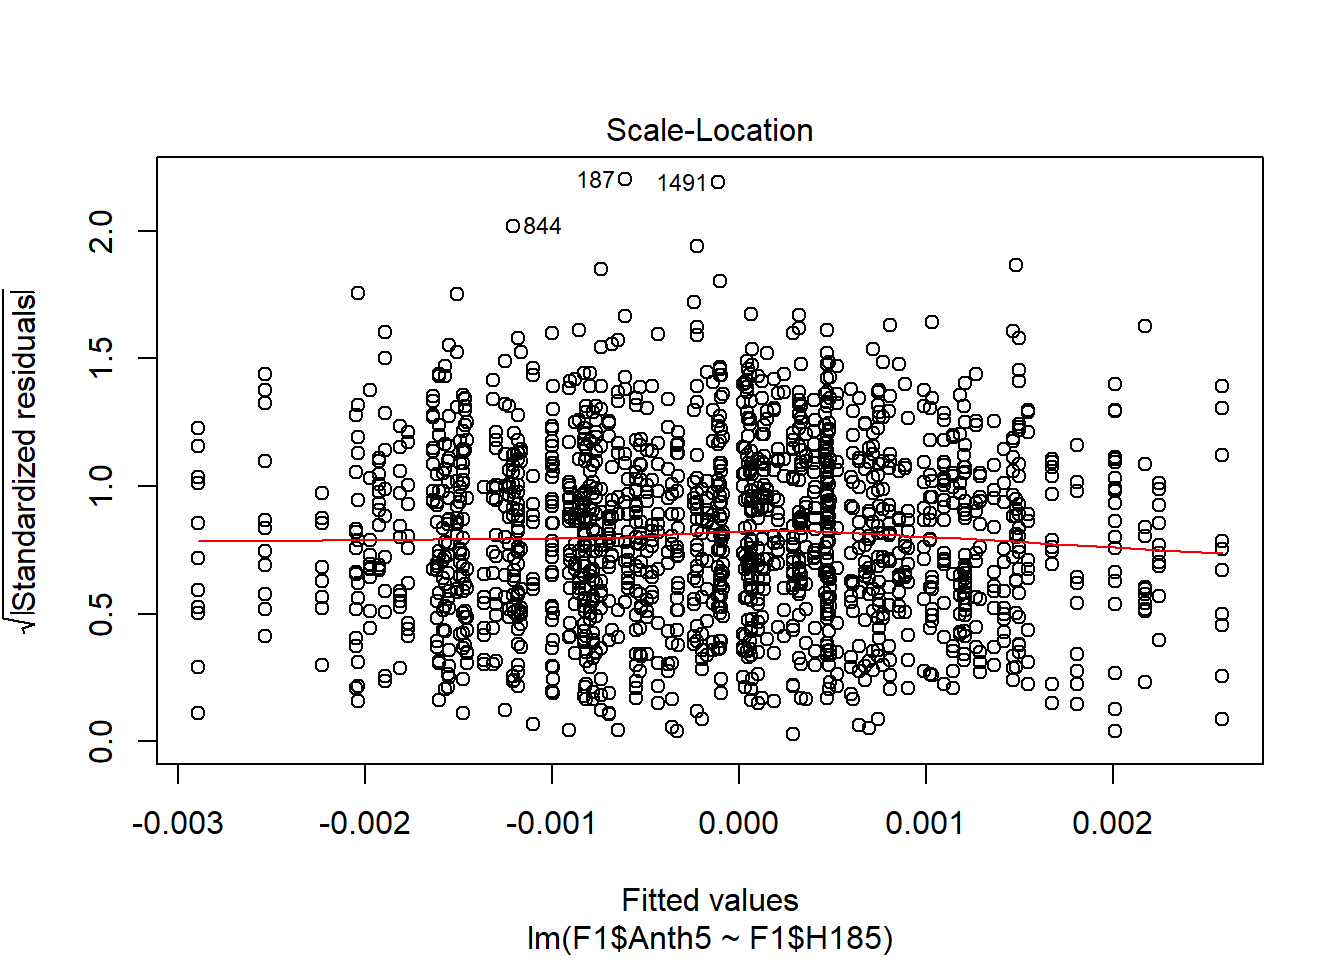 Scale-Location
187
1491
844
2.0
1.5
1.0
0.5
0.0
√|Standardized residuals|
-0.003 -0.002 -0.001 0.000 0.001 0.002
Fitted values
lm(F1$Anth5 ~ F1$H185)